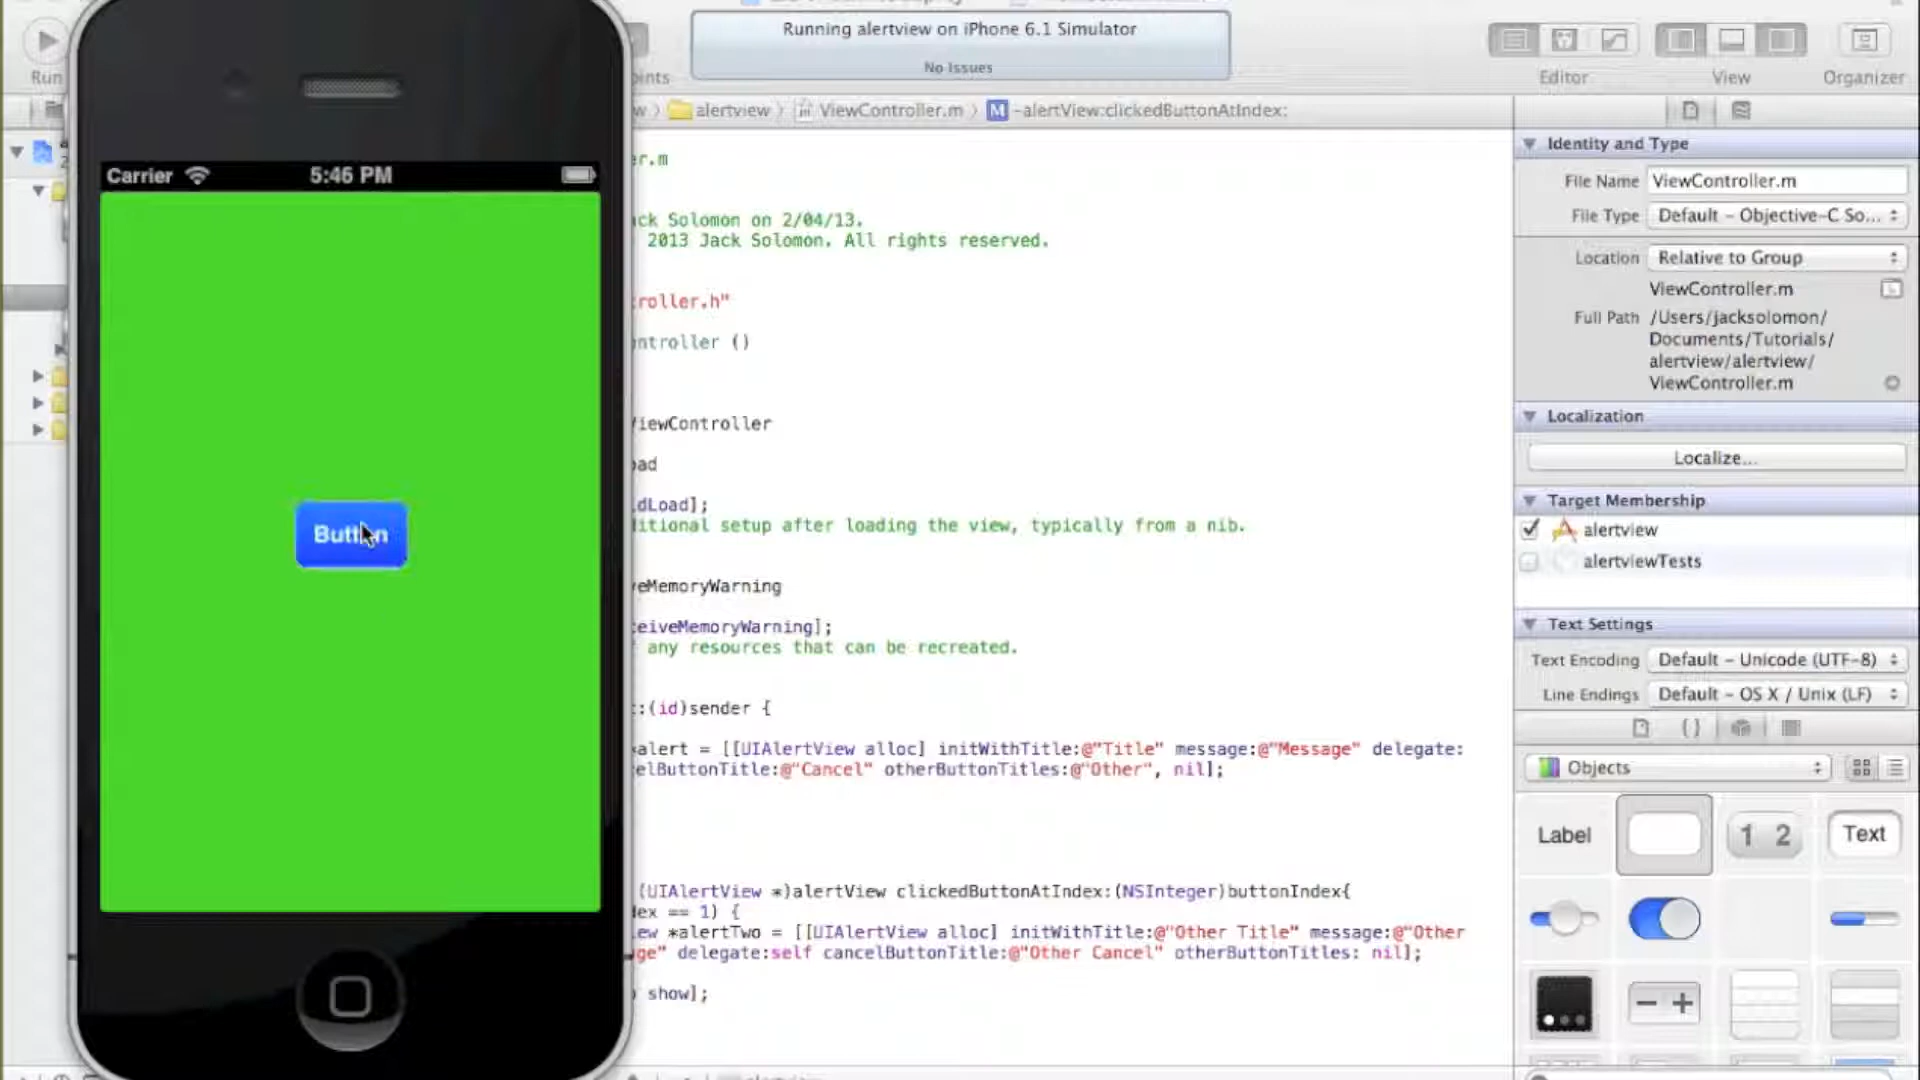 Running alertview on iPhone 6.1 Simulator
No Issues
Run
Editor
View
Organizer
alertview
ViewController.m
M
-alertView:clickedButtonAtIndex:
Carrier
5:46 PM
Button
er.m
ck Solomon on 2/04/13.
2013 Jack Solomon. All rights reserved.
roller.h"
ntroller ()
ViewController
ad
dLoad];
itional setup after loading the view, typically from a nib.
eMemoryWarning
eiveMemoryWarning];
any resources that can be recreated.
:(id)sender {
alert = [[UIAlertView alloc] initWithTitle:@"Title" message:@"Message" delegate:
elButtonTitle:@"Cancel" otherButtonTitles:@"Other", nil];
(UIAlertView *)alertView clickedButtonAtIndex:(NSInteger)buttonIndex{
ex == 1) {
ew *alertTwo = [[UIAlertView alloc] initWithTitle:@"Other Title" message:@"Other
ge" delegate:self cancelButtonTitle:@"Other Cancel" otherButtonTitles: nil];
show];
Identity and Type
File Name ViewController.m
File Type Default - Objective-C So...
Location Relative to Group
ViewController.m
Full Path /Users/jacksolomon/
Documents/Tutorials/
alertview/alertview/
ViewController.m
Localization
Localize...
Target Membership
alertview
alertviewTests
Text Settings
Text Encoding Default - Unicode (UTF-8)
Line Endings Default - OS X / Unix (LF)
{ }
Objects
Label
1 2
Text